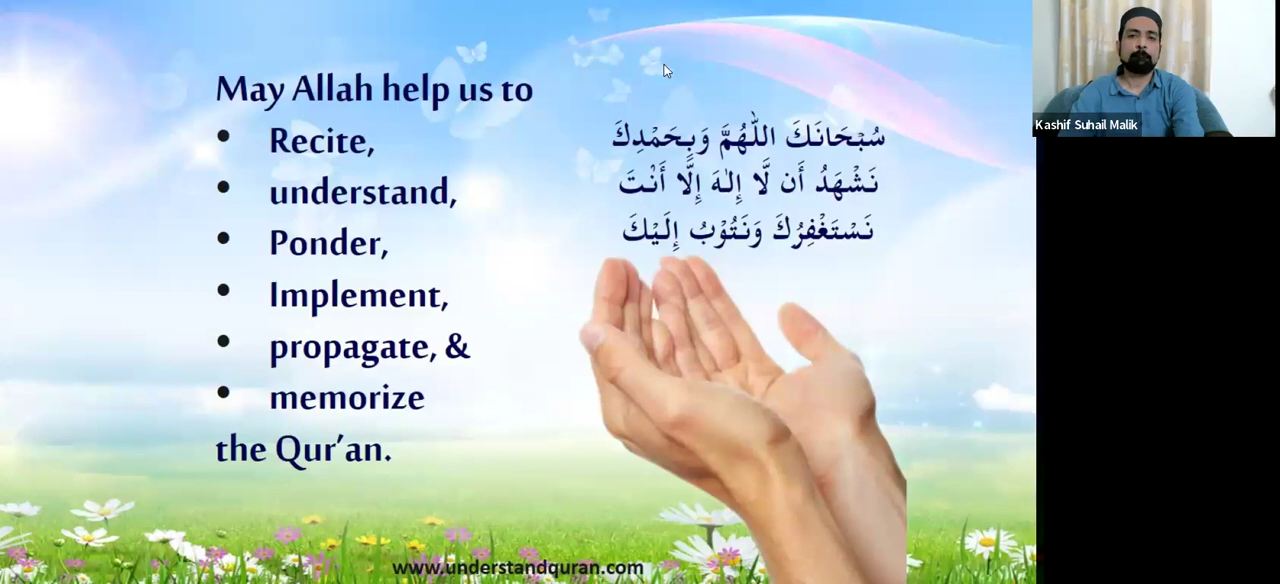 May Allah help us to
• Recite,
• understand,
• Ponder,
• Implement,
• propagate, &
• memorize
the Qur’an.
سُبْحَانَكَ اللّٰهُمَّ وَبِحَمْدِكَ
نَشْهَدُ أَن لَّا إِلٰهَ إِلَّا أَنْتَ
نَسْتَغْفِرُكَ وَنَتُوْبُ إِلَيْكَ
www.understandquran.com
Kashif Suhail Malik